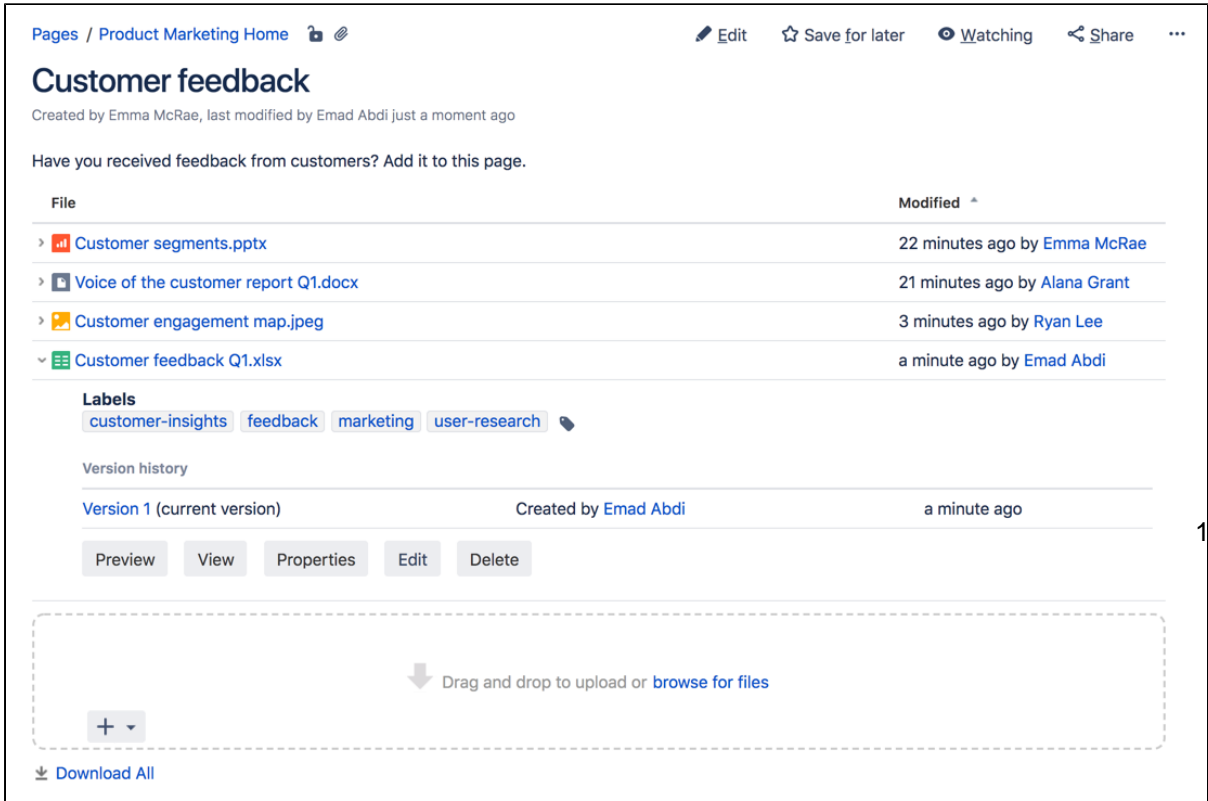 Pages / Product Marketing Home Edit Save for later Watching Share
Customer feedback
Created by Emma McRae, last modified by Emad Abdi just a moment ago
Have you received feedback from customers? Add it to this page.
File Modified
Customer segments.pptx 22 minutes ago by Emma McRae
Voice of the customer report Q1.docx 21 minutes ago by Alana Grant
Customer engagement map.jpeg 3 minutes ago by Ryan Lee
Customer feedback Q1.xlsx a minute ago by Emad Abdi
Labels
customer-insights feedback marketing user-research
Version history
Version 1 (current version) Created by Emad Abdi a minute ago
1
Preview View Properties Edit Delete
Drag and drop to upload or browse for files
Download All